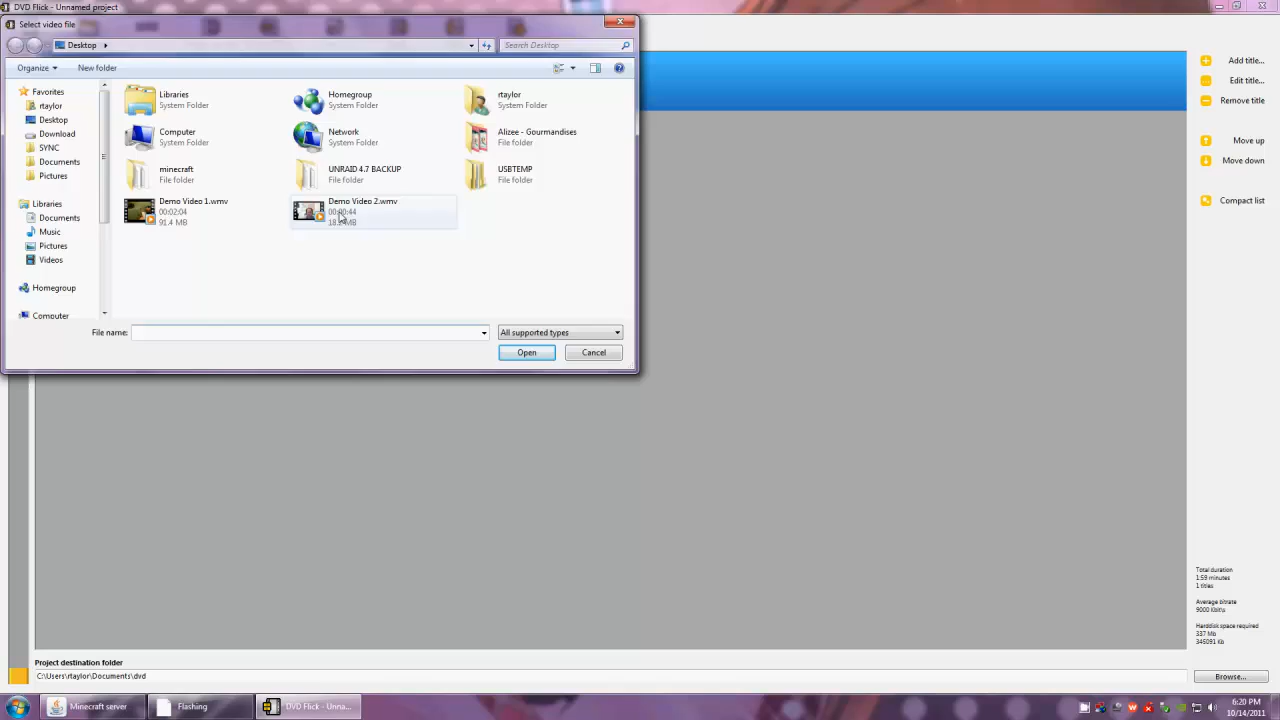 DVD Flick - Unnamed project
Select video file
Desktop
Search Desktop
Organize
New folder
Favorites
rtaylor
Desktop
Download
SYNC
Documents
Pictures
Libraries
Documents
Music
Pictures
Videos
Homegroup
Computer
Libraries
System Folder
Homegroup
System Folder
rtaylor
System Folder
Computer
System Folder
Network
System Folder
Alizee - Gourmandises
File folder
minecraft
File folder
UNRAID 4.7 BACKUP
File folder
USBTEMP
File folder
Demo Video 1.wmv
00:02:04
91.4 MB
Demo Video 2.wmv
00:00:44
MB
File name:
All supported types
Open
Cancel
Add title...
Edit title...
Remove title
Move up
Move down
Compact list
Total duration
1:59 minutes
1 titles
Average bitrate
9000 Kbit\s
Harddisk space required
337 Mb
345091 Kb
Project destination folder
C:\Users\rtaylor\Documents\dvd
Browse...
Minecraft server
Flashing
DVD Flick - Unna...
6:20 PM
10/14/2011